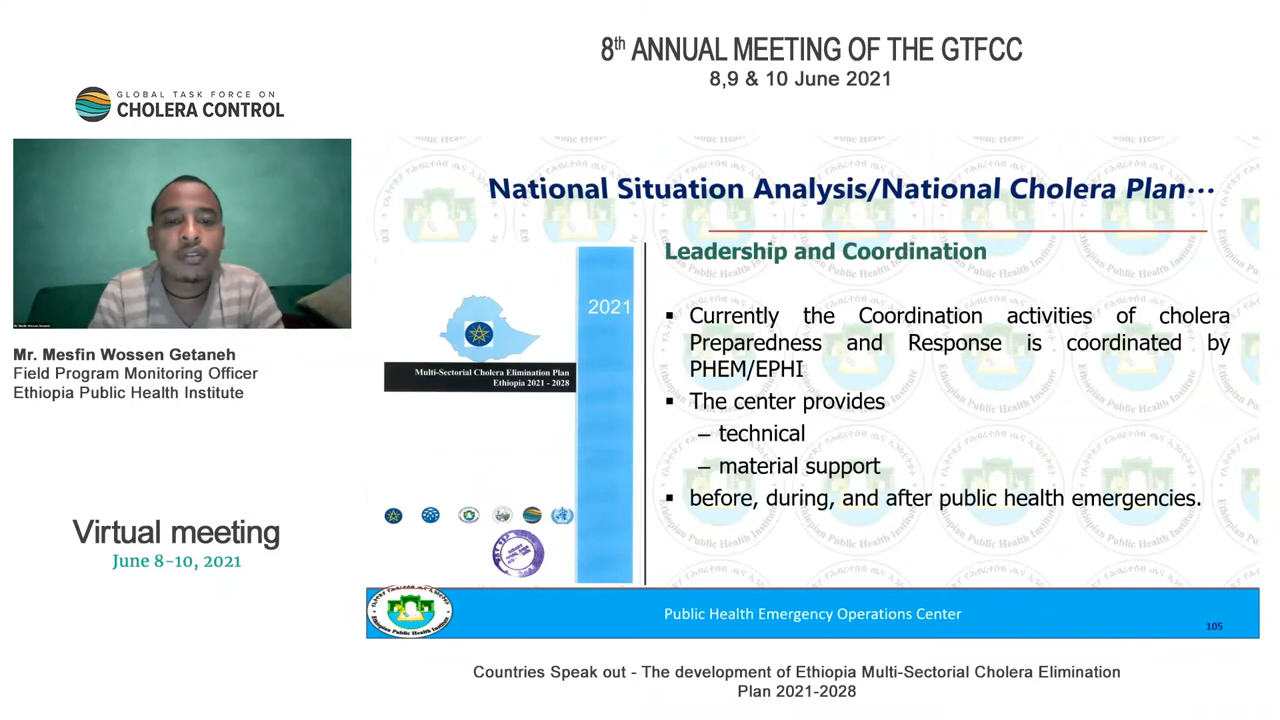 8th ANNUAL MEETING OF THE GTFCC
8,9 & 10 June 2021
GLOBAL TASK FORCE ON
CHOLERA CONTROL
Mr. Mesfin Wossen Getaneh
Field Program Monitoring Officer
Ethiopia Public Health Institute
Virtual meeting
June 8-10, 2021
National Situation Analysis/National Cholera Plan...
2021
Multi-Sectorial Cholera Elimination Plan
Ethiopia 2021 - 2028
Leadership and Coordination
▪ Currently the Coordination activities of cholera
Preparedness and Response is coordinated by
PHEM/EPHI
▪ The center provides
– technical
– material support
▪ before, during, and after public health emergencies.
Ethiopian Public Health Institute
Public Health Emergency Operations Center
105
Countries Speak out - The development of Ethiopia Multi-Sectorial Cholera Elimination
Plan 2021-2028